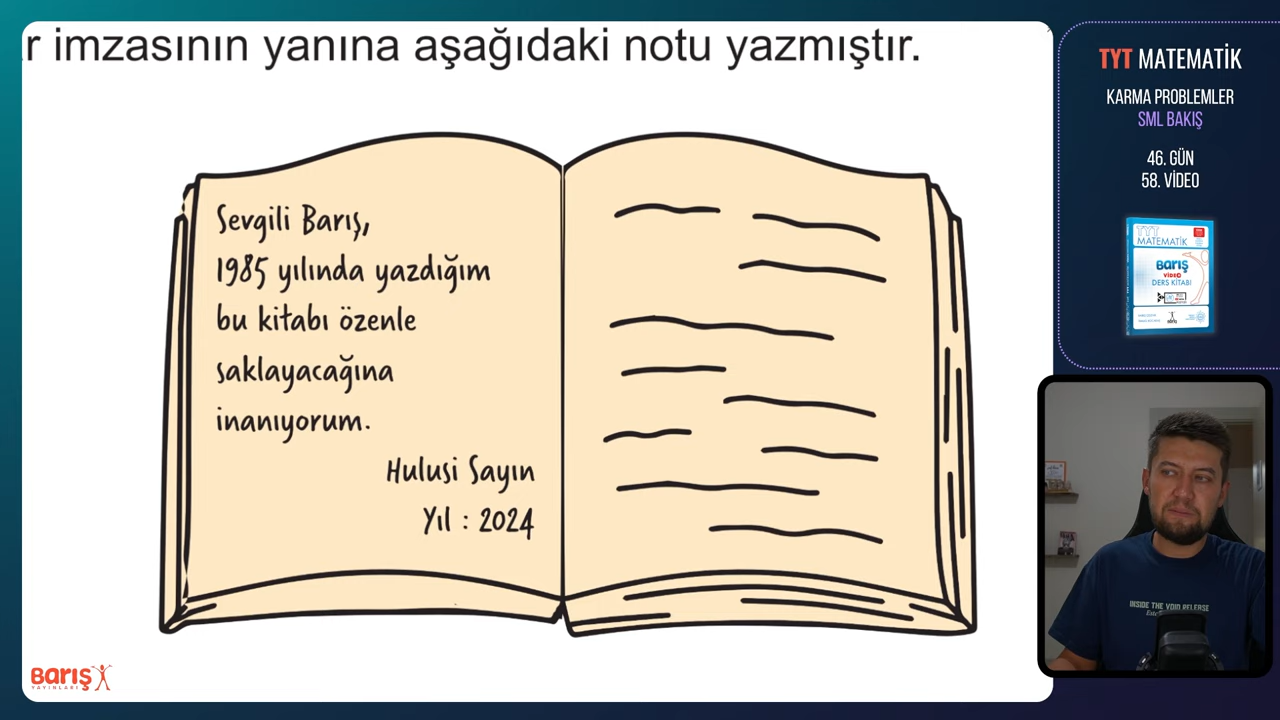 r imzasının yanına aşağıdaki notu yazmıştır.
Sevgili Barış,
1985 yılında yazdığım
bu kitabı özenle
saklayacağına
inanıyorum.
Hulusi Sayın
Yıl : 2024
TYT MATEMATİK
KARMA PROBLEMLER
SML BAKIŞ
46. GÜN
58. VİDEO
TYT
MATEMATİK
BARIŞ
VİDEO
DERS KİTABI
INSIDE THE VOID RELEASE
BARIŞ
YAYINLARI